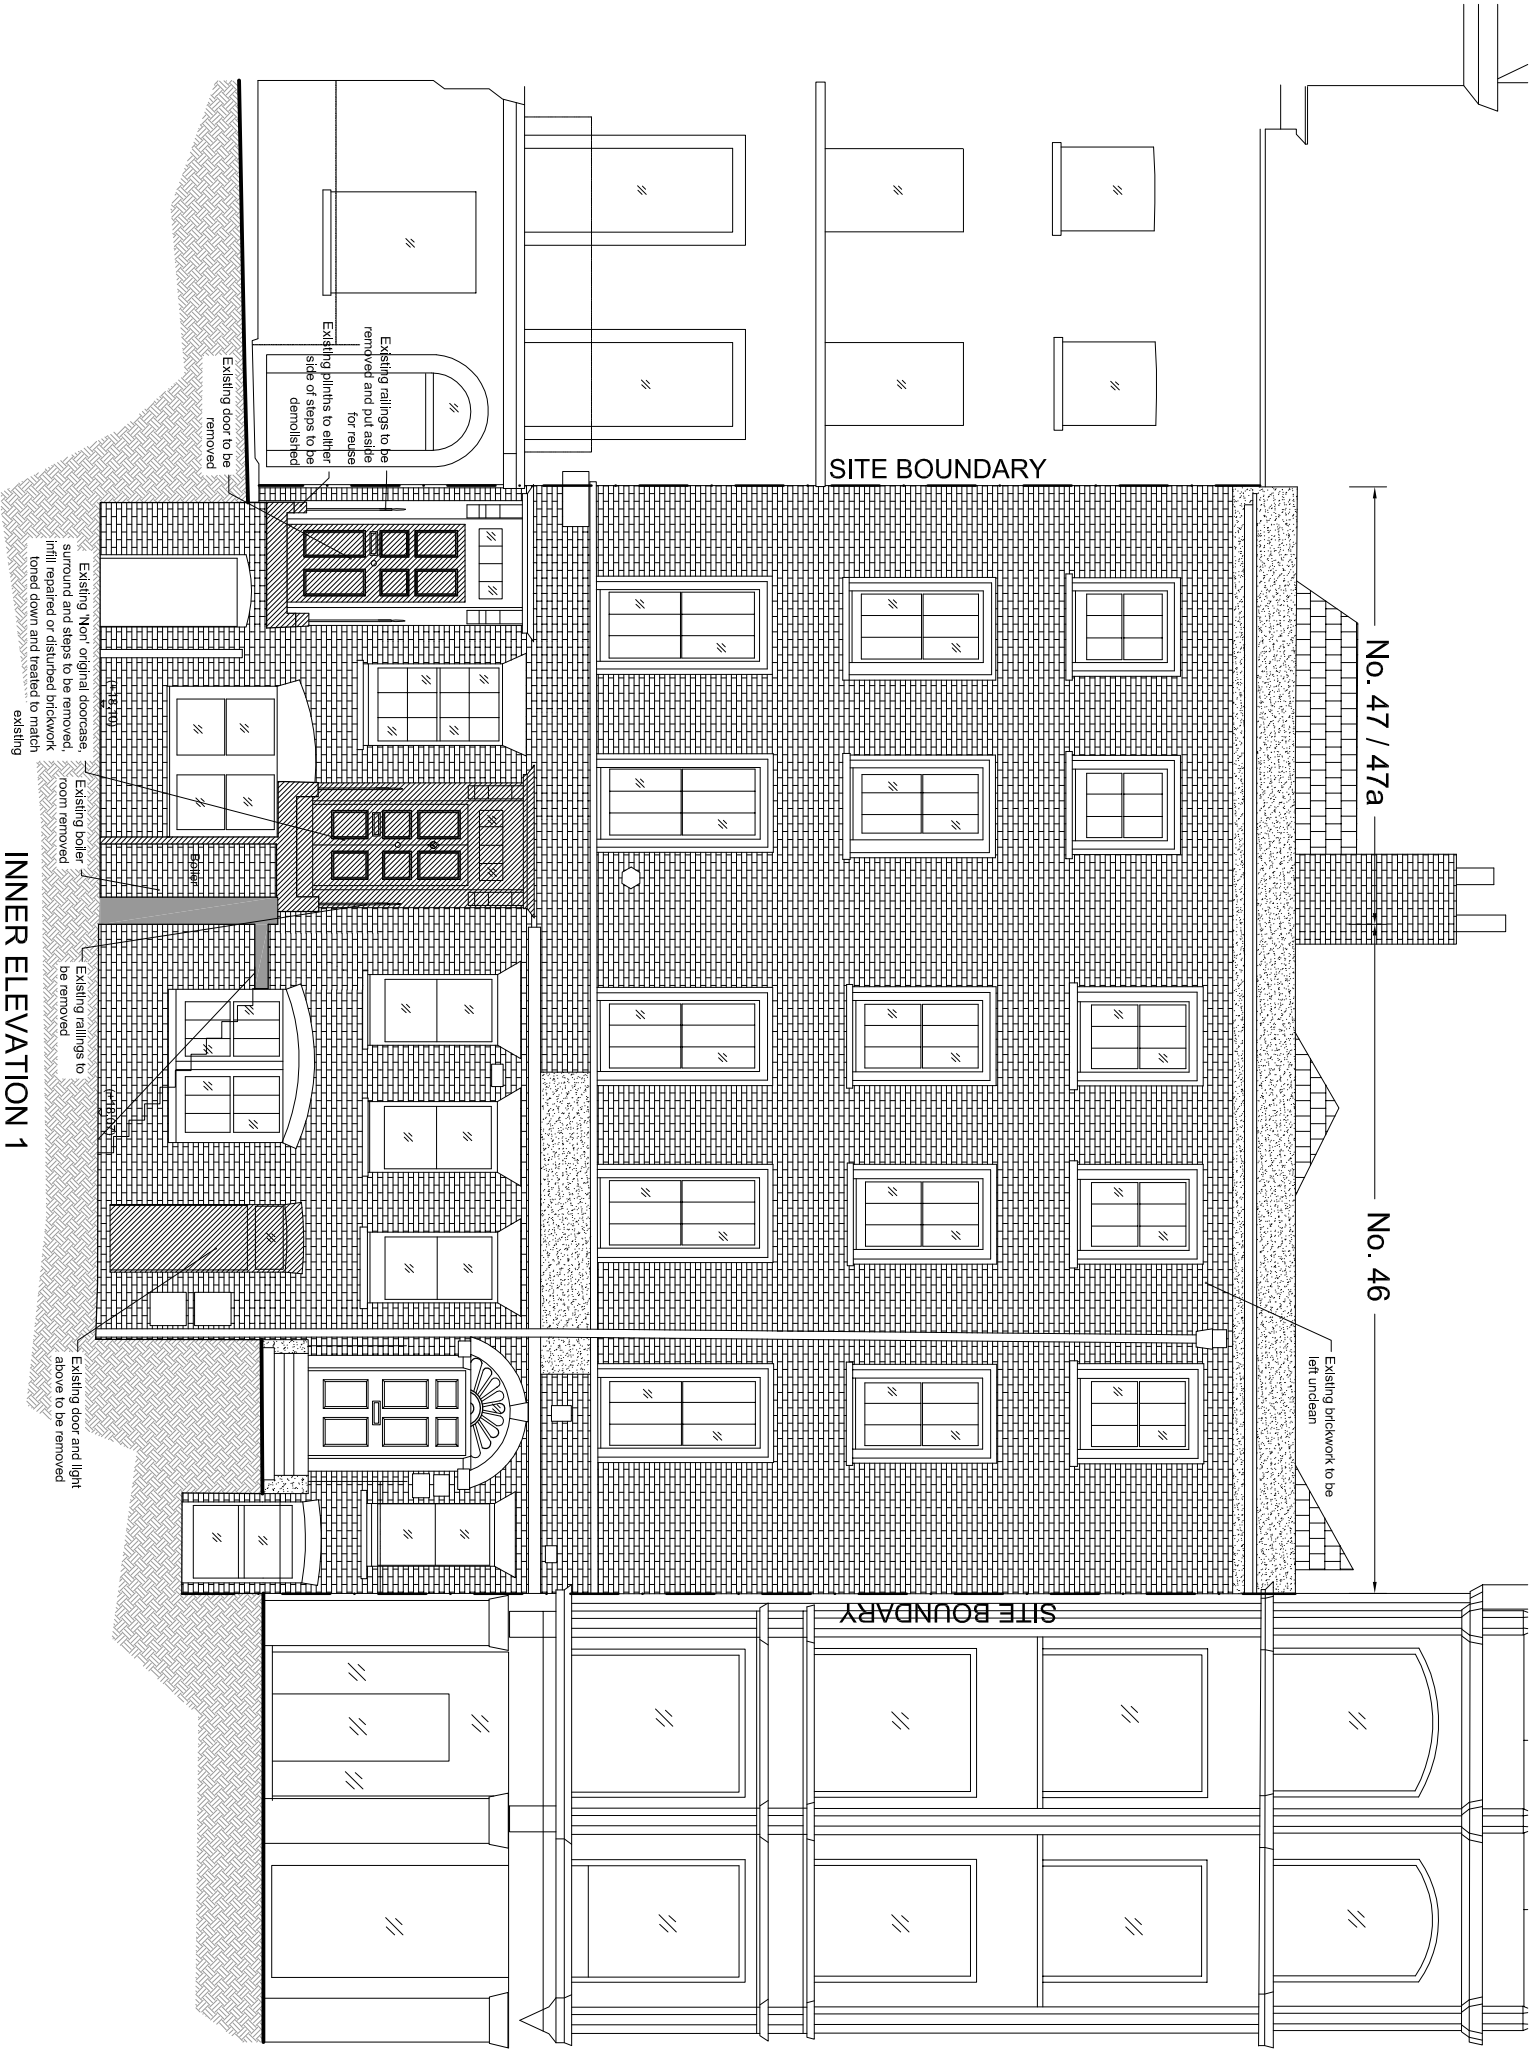 No. 47 / 47a
No. 46
Existing brickwork to be
left unclean
SITE BOUNDARY
SITE BOUNDARY
Existing railings to be
removed and put aside
for reuse
Existing plinths to either
side of steps to be
demolished
Existing door to be
removed
Existing 'Non' original doorcase,
surround and steps to be removed,
infill repaired or disturbed brickwork
toned down and treated to match
existing
(+18.10)
Boiler
Existing boiler
room removed
Existing railings to
be removed
Existing door and light
above to be removed
INNER ELEVATION 1